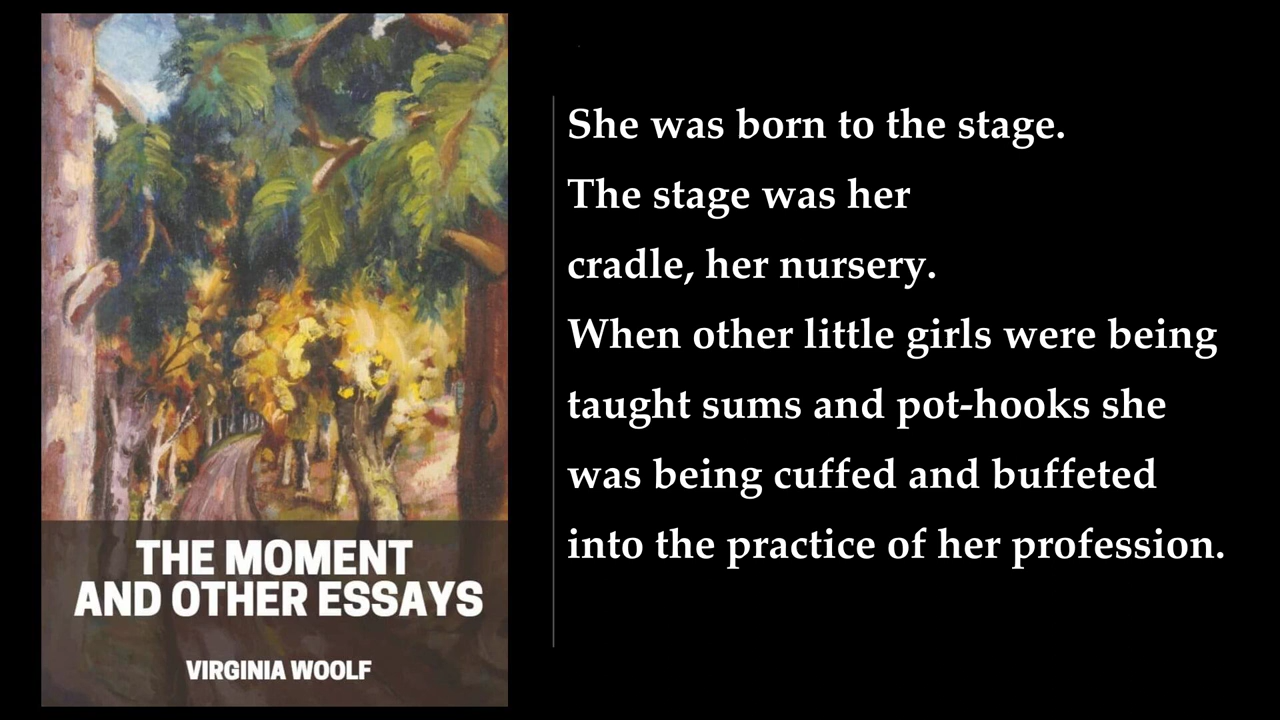 THE MOMENT
AND OTHER ESSAYS
VIRGINIA WOOLF
She was born to the stage.
The stage was her
cradle, her nursery.
When other little girls were being
taught sums and pot-hooks she
was being cuffed and buffeted
into the practice of her profession.